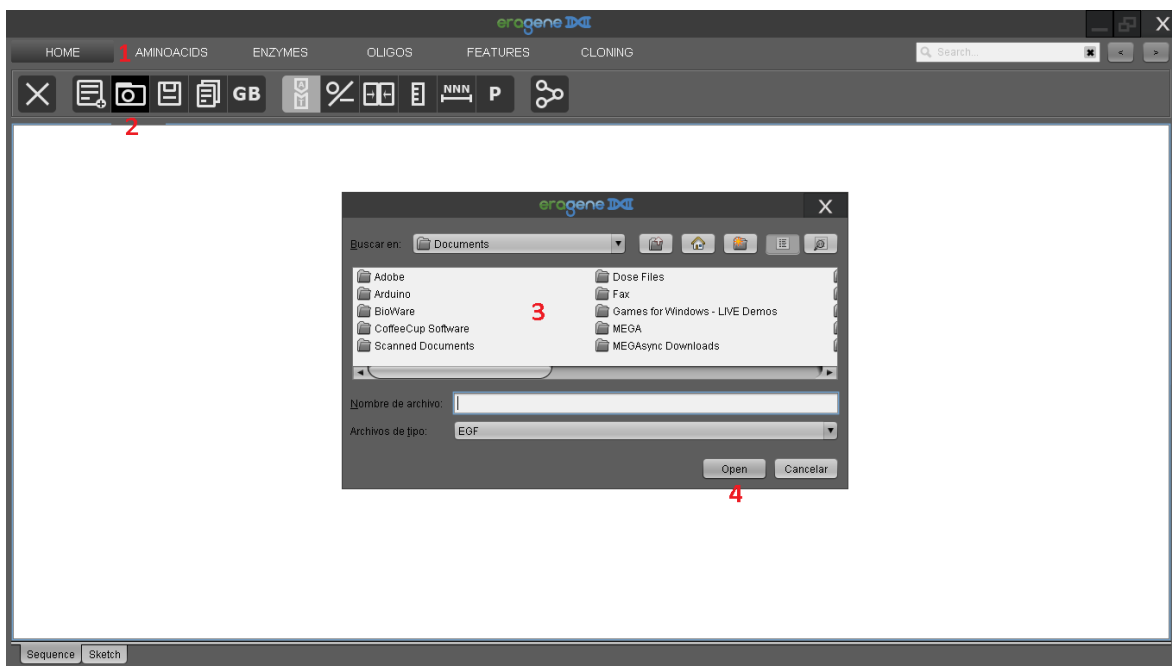 eragene
HOME 1 AMINOACIDS ENZYMES OLIGOS FEATURES CLONING Search...
GB NNN P
2
eragene
Buscar en: Documents
Adobe Dose Files
Arduino Fax
BioWare Games for Windows - LIVE Demos
3
CoffeeCup Software MEGA
Scanned Documents MEGAsync Downloads
Nombre de archivo:
Archivos de tipo: EGF
Open Cancelar
4
Sequence Sketch